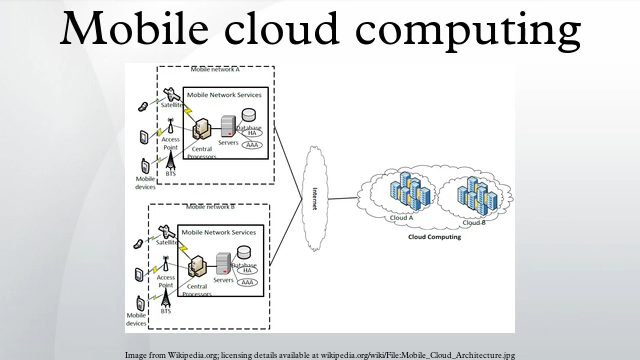 Mobile cloud computing
Mobile network A
Mobile Network Services
Satellite
Database
HA
AAA
Access
Point
Servers
Central
Processors
BTS
Mobile
devices
Internet
Cloud A
Cloud B
Cloud Computing
Mobile network B
Mobile Network Services
Satellite
Database
HA
AAA
Access
Point
Servers
Central
Processors
BTS
Mobile
devices
Image from Wikipedia.org; licensing details available at wikipedia.org/wiki/File:Mobile_Cloud_Architecture.jpg